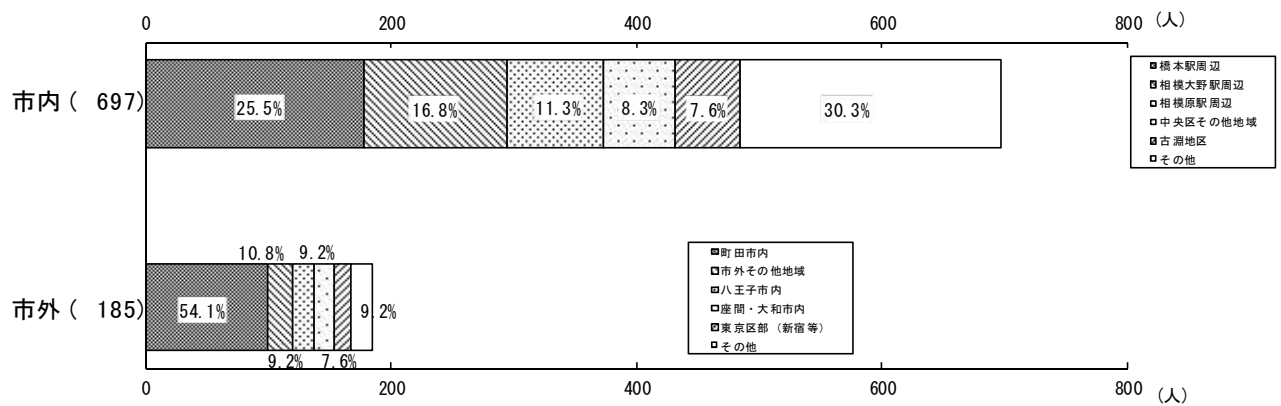 0 200 400 600 800 (人)
市内( 697)
25.5% 16.8% 11.3% 8.3% 7.6% 30.3%
橋本駅周辺
相模大野駅周辺
相模原駅周辺
中央区その他地域
古淵地区
その他
10.8% 9.2%
市外( 185)
54.1% 9.2%
9.2% 7.6%
町田市内
市外その他地域
八王子市内
座間・大和市内
東京区部（新宿等）
その他
0 200 400 600 800 (人)